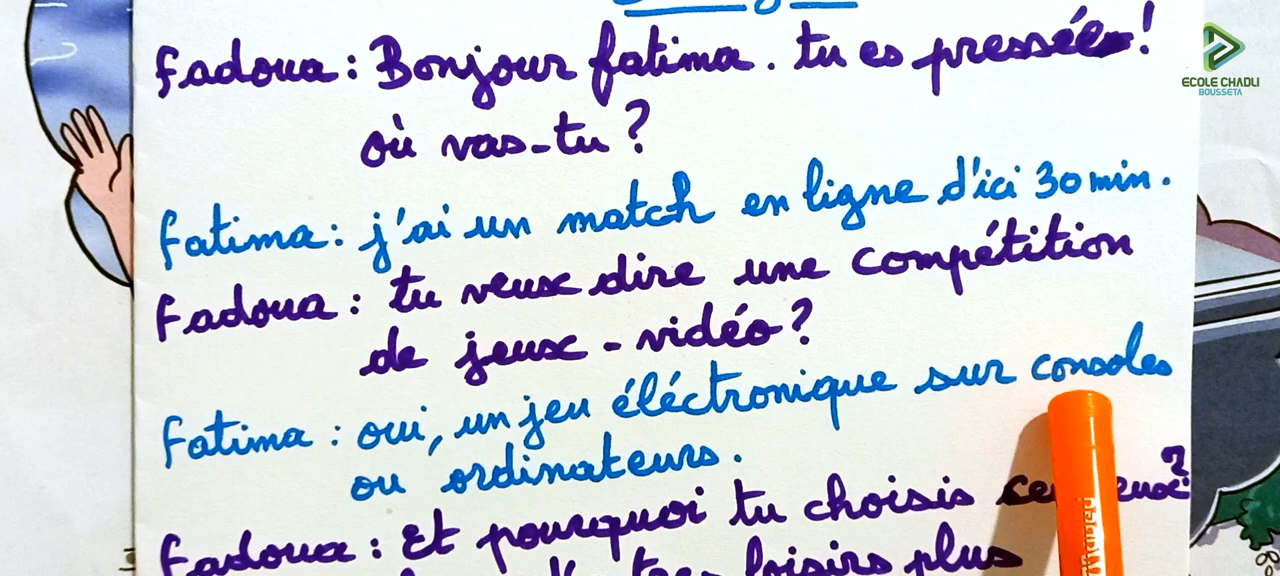 Fadoua : Bonjour fatima. tu es pressée !
où vas-tu ?
Fatima : j'ai un match en ligne d'ici 30 min.
Fadoua : tu veux dire une compétition
de jeux-vidéo ?
Fatima : oui, un jeu éléctronique sur consoles
ou ordinateurs.
Fadoua : Et pourquoi tu choisis ?
loisirs plus
ECOLE CHADLI
BOUSSETA